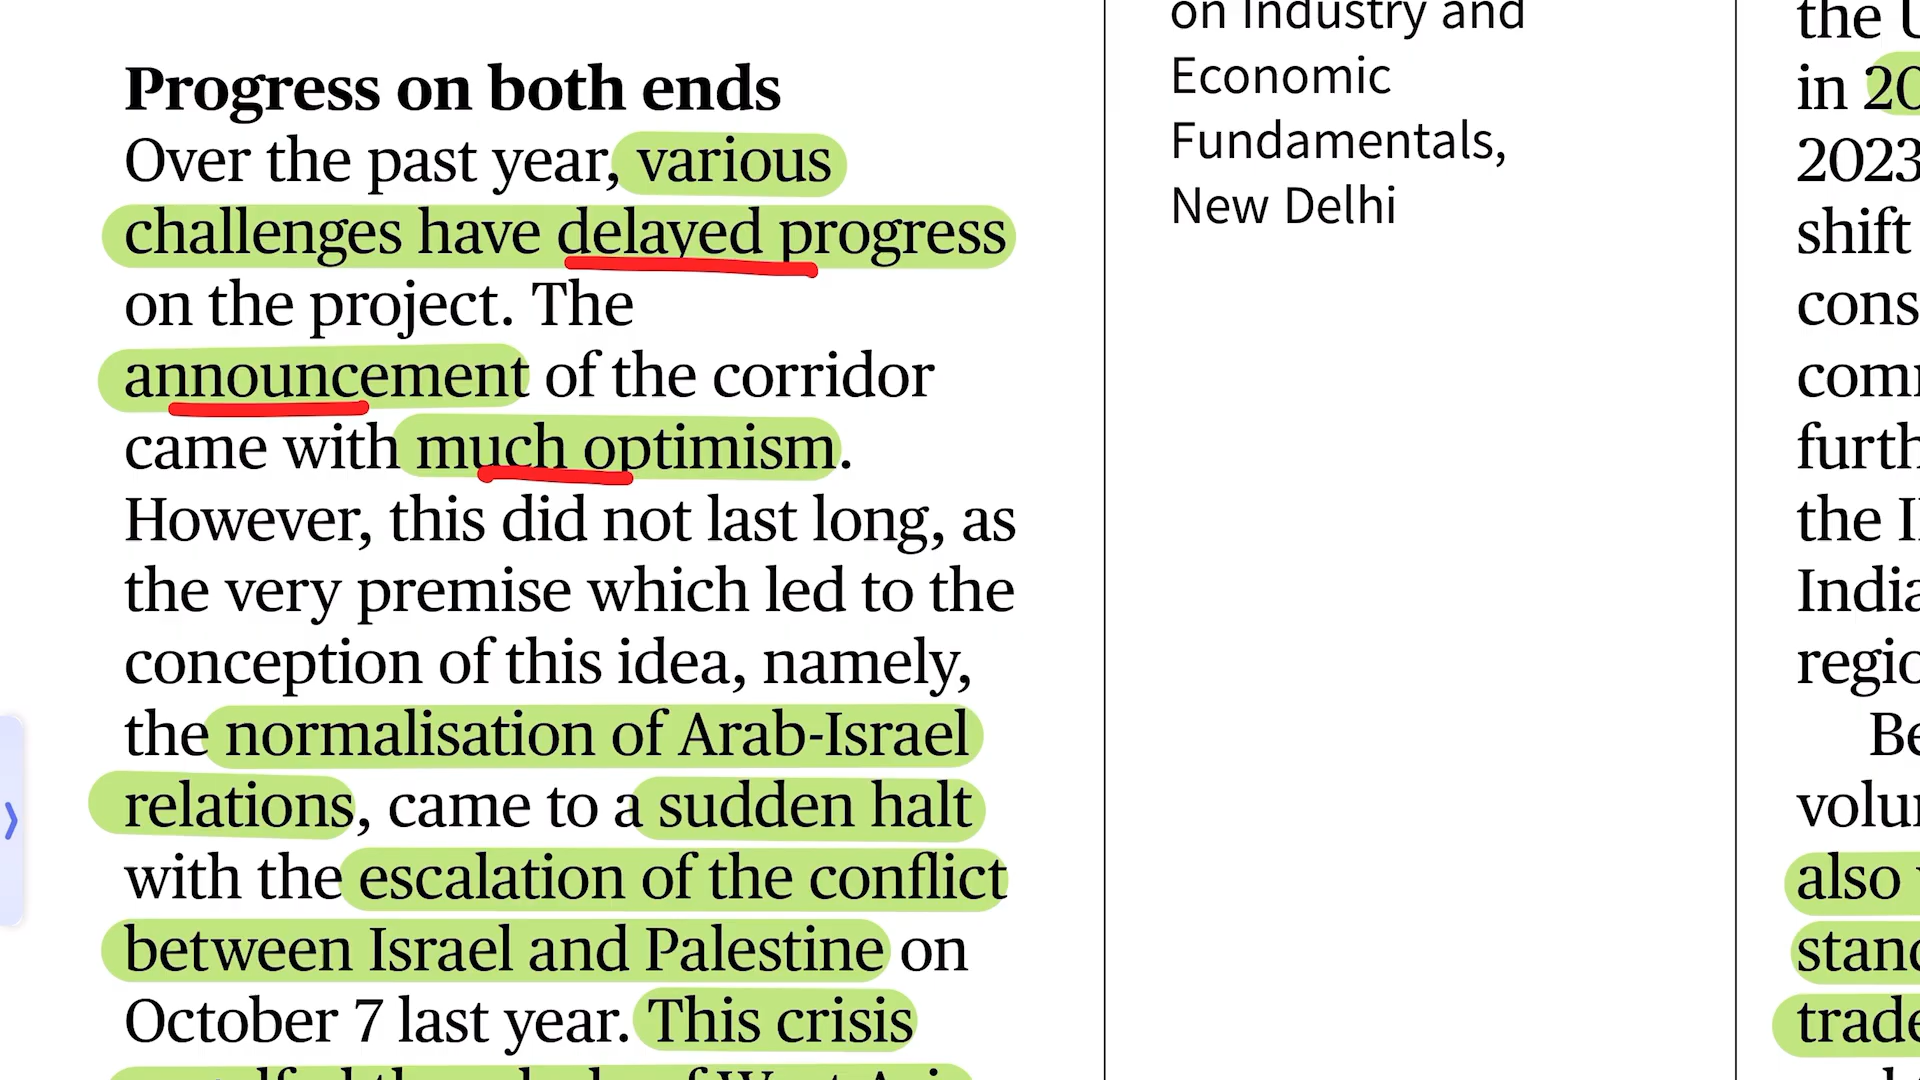 Progress on both ends
Over the past year, various
challenges have delayed progress
on the project. The
announcement of the corridor
came with much optimism.
However, this did not last long, as
the very premise which led to the
conception of this idea, namely,
the normalisation of Arab-Israel
relations, came to a sudden halt
with the escalation of the conflict
between Israel and Palestine on
October 7 last year. This crisis
on Industry and
Economic
Fundamentals,
New Delhi
the
in
2023
shift
the
also